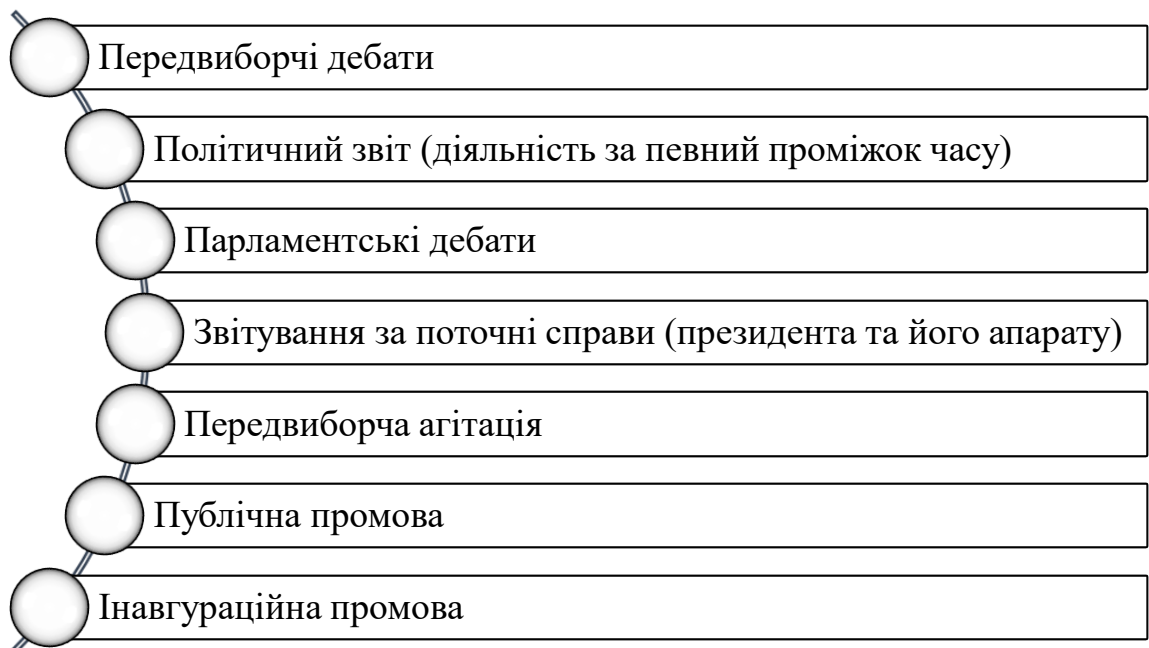 Передвиборчі дебати
Політичний звіт (діяльність за певний проміжок часу)
Парламентські дебати
Звітування за поточні справи (президента та його апарату)
Передвиборча агітація
Публічна промова
Інавгураційна промова